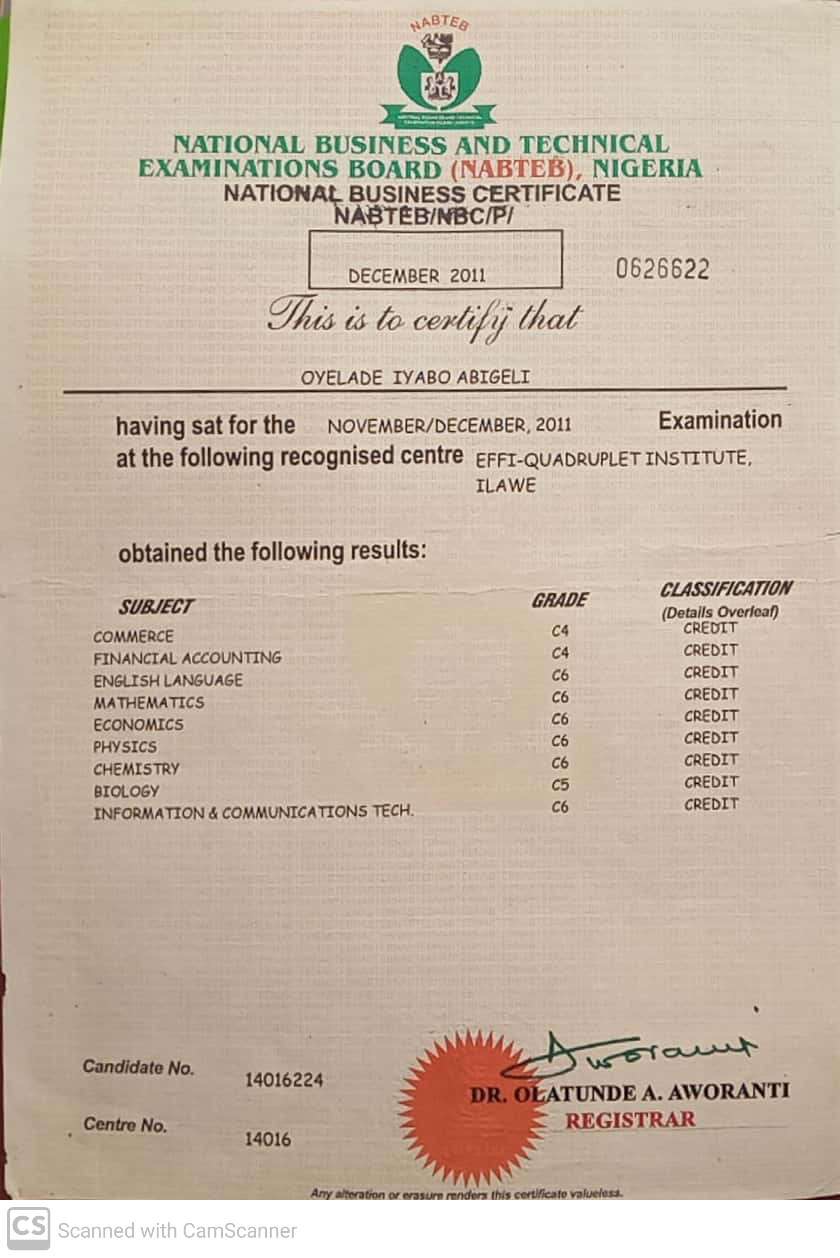 NABTEB
NATIONAL BUSINESS AND TECHNICAL
EXAMINATIONS BOARD (NABTEB), NIGERIA
NATIONAL BUSINESS CERTIFICATE
NABTEB/NBC/P/
DECEMBER 2011 0626622
This is to certify that
OYELADE IYABO ABIGELI
having sat for the NOVEMBER/DECEMBER, 2011 Examination
at the following recognised centre EFFI-QUADRUPLET INSTITUTE,
ILAWE
obtained the following results:
SUBJECT GRADE CLASSIFICATION
(Details Overleaf)
COMMERCE C4 CREDIT
FINANCIAL ACCOUNTING C4 CREDIT
ENGLISH LANGUAGE C6 CREDIT
MATHEMATICS C6 CREDIT
ECONOMICS C6 CREDIT
PHYSICS C6 CREDIT
CHEMISTRY C6 CREDIT
BIOLOGY C5 CREDIT
INFORMATION & COMMUNICATIONS TECH. C6 CREDIT
Aworanti
Candidate No. 14016224
DR. OLATUNDE A. AWORANTI
REGISTRAR
Centre No. 14016
Any alteration or erasure renders this certificate valueless.
CS Scanned with CamScanner